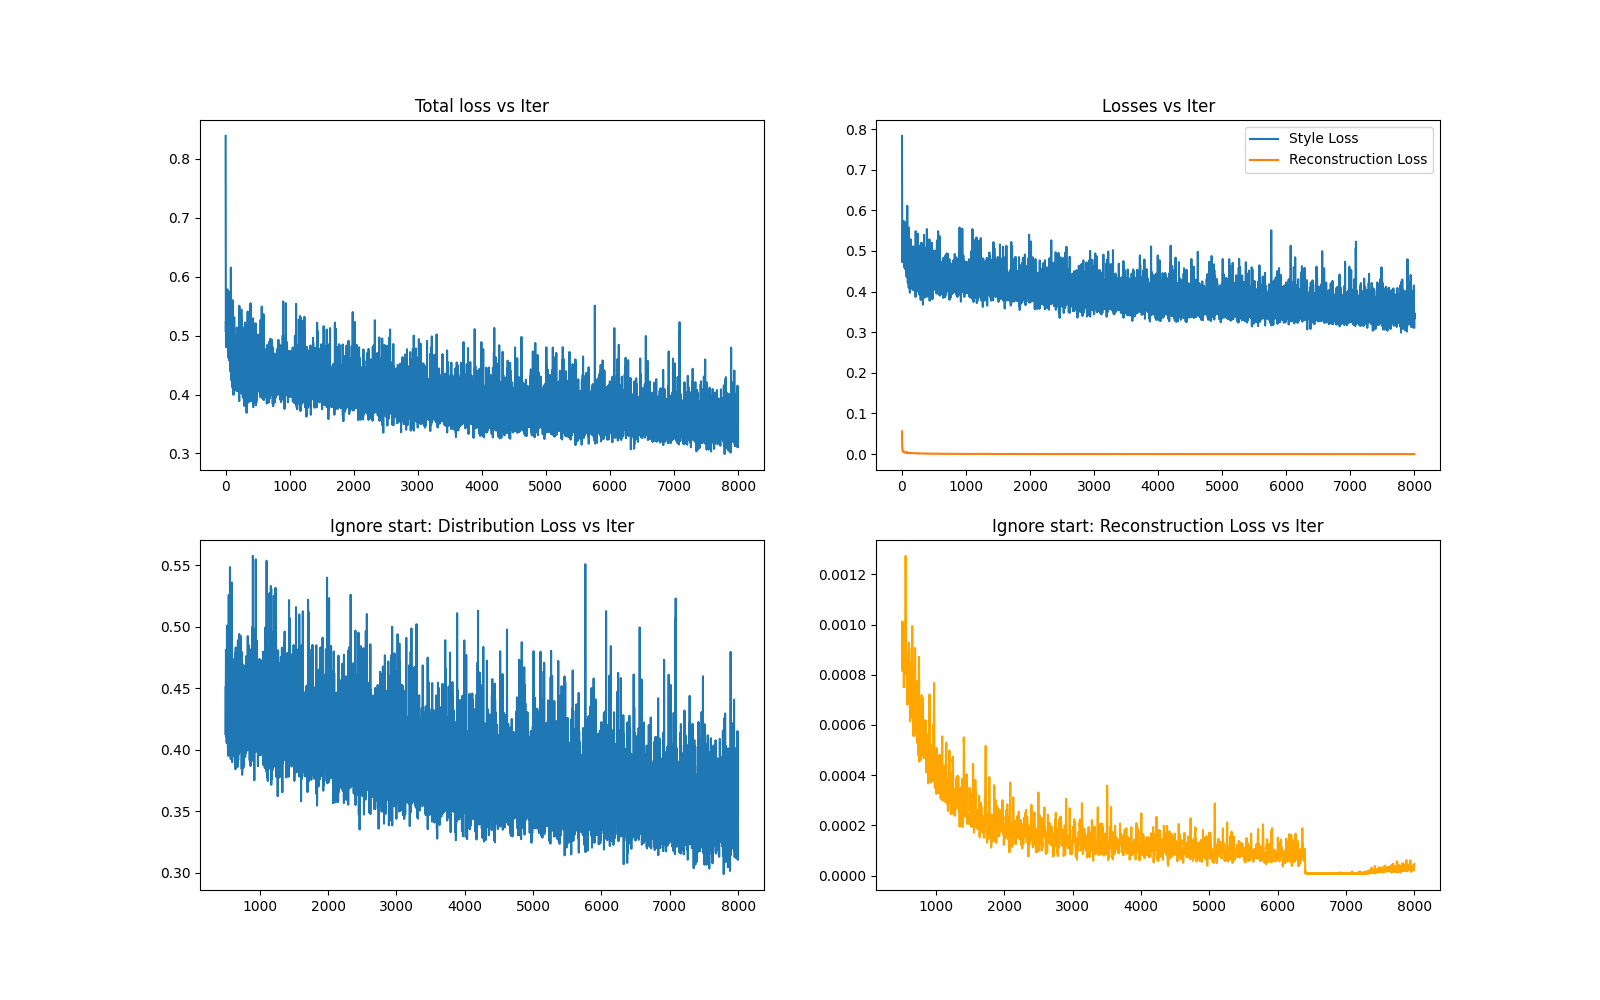 Total loss vs Iter
0.8
0.7
0.6
0.5
0.4
0.3
0 1000 2000 3000 4000 5000 6000 7000 8000
Losses vs Iter
Style Loss
Reconstruction Loss
0.8
0.7
0.6
0.5
0.4
0.3
0.2
0.1
0.0
0 1000 2000 3000 4000 5000 6000 7000 8000
Ignore start: Distribution Loss vs Iter
0.55
0.50
0.45
0.40
0.35
0.30
1000 2000 3000 4000 5000 6000 7000 8000
Ignore start: Reconstruction Loss vs Iter
0.0012
0.0010
0.0008
0.0006
0.0004
0.0002
0.0000
1000 2000 3000 4000 5000 6000 7000 8000